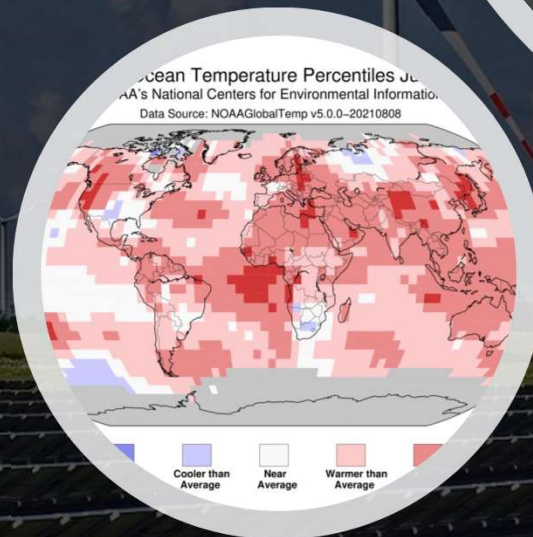 Ocean Temperature Percentiles
AA's National Centers for Environmental
Data Source: NOAAGlobalTemp v5.0.0–20210808
Cooler than
Average
Near
Average
Warmer than
Average